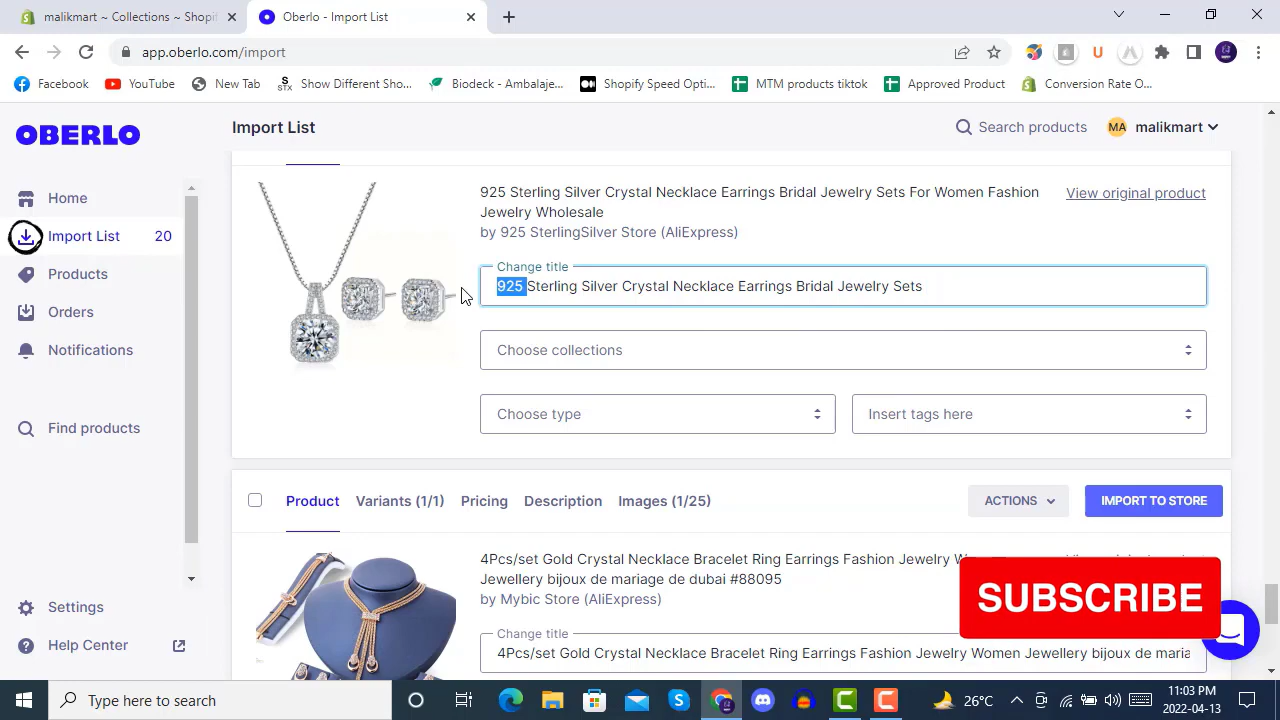 malikmart ~ Collections ~ Shopif
Oberlo - Import List
app.oberlo.com/import
Facebook
YouTube
New Tab
STX
Show Different Sho...
Biodeck - Ambalaje...
Shopify Speed Opti...
MTM products tiktok
Approved Product
Conversion Rate O...
OBERLO
Import List
Search products
MA
malikmart
Home
Import List 20
Products
Orders
Notifications
Find products
Settings
Help Center
925 Sterling Silver Crystal Necklace Earrings Bridal Jewelry Sets For Women Fashion
Jewelry Wholesale
by 925 SterlingSilver Store (AliExpress)
View original product
Change title
925 Sterling Silver Crystal Necklace Earrings Bridal Jewelry Sets
Choose collections
Choose type
Insert tags here
Product
Variants (1/1)
Pricing
Description
Images (1/25)
ACTIONS
IMPORT TO STORE
4Pcs/set Gold Crystal Necklace Bracelet Ring Earrings Fashion Jewelry
Jewellery bijoux de mariage de dubai #88095
by Mybic Store (AliExpress)
Change title
4Pcs/set Gold Crystal Necklace Bracelet Ring Earrings Fashion Jewelry Women Jewellery bijoux de maria
SUBSCRIBE
Type here to search
26°C
11:03 PM
2022-04-13